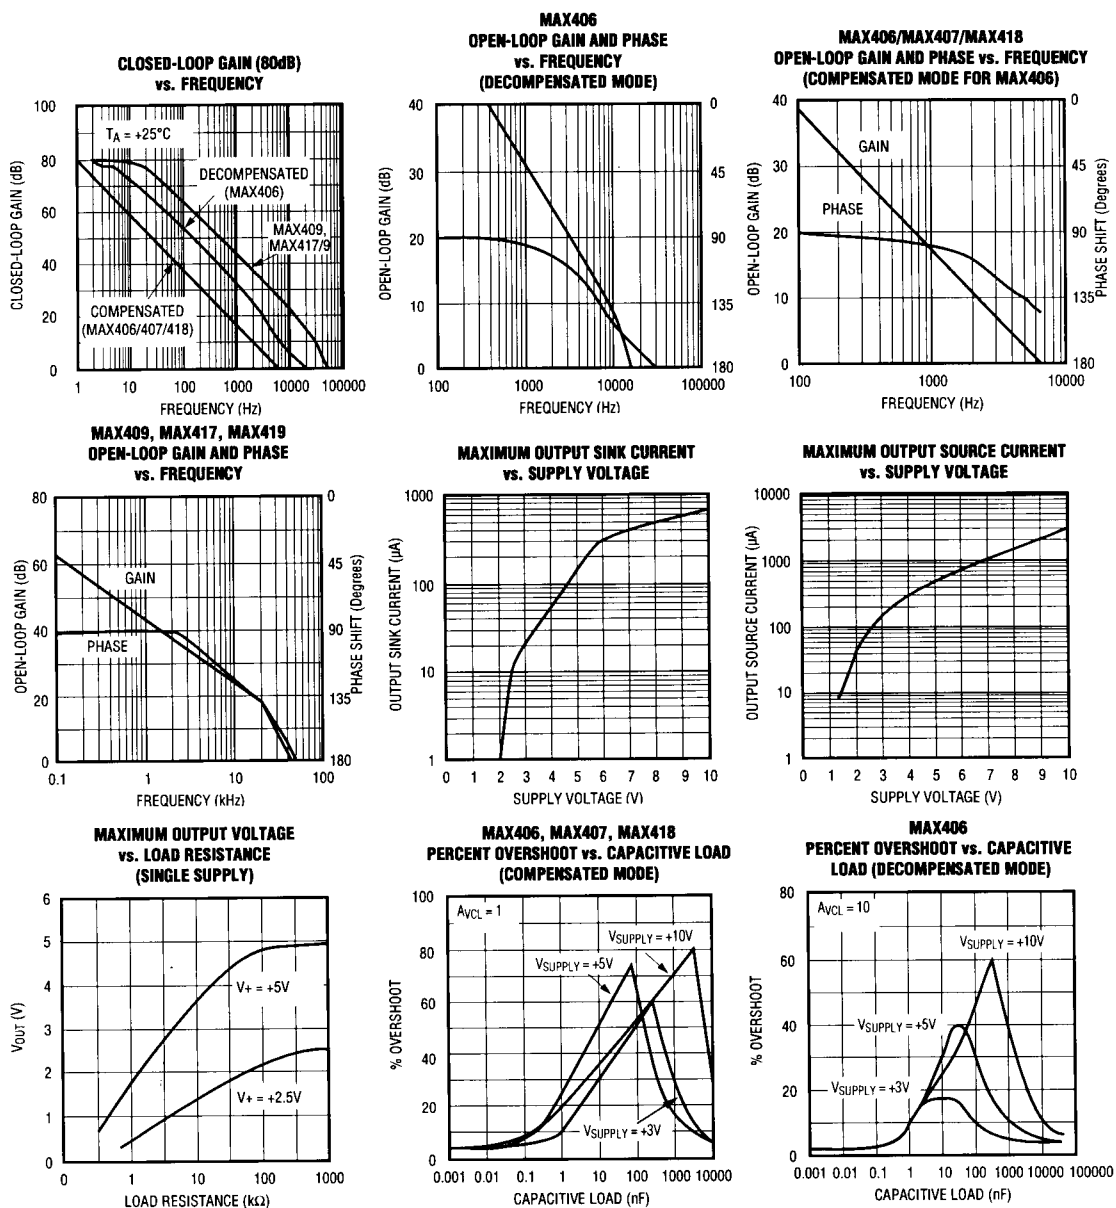 CLOSED-LOOP GAIN (80dB)
vs. FREQUENCY
100
80
60
40
20
0
CLOSED-LOOP GAIN (dB)
TA = +25°C
DECOMPENSATED
(MAX406)
MAX409,
MAX417/9
COMPENSATED
(MAX406/407/418)
1 10 100 1000 10000 100000
FREQUENCY (Hz)
MAX406
OPEN-LOOP GAIN AND PHASE
vs. FREQUENCY
(DECOMPENSATED MODE)
40
30
20
10
0
OPEN-LOOP GAIN (dB)
0
45
90
135
180
100 1000 10000 100000
FREQUENCY (Hz)
MAX406/MAX407/MAX418
OPEN-LOOP GAIN AND PHASE vs. FREQUENCY
(COMPENSATED MODE FOR MAX406)
40
30
20
10
0
OPEN-LOOP GAIN (dB)
GAIN
PHASE
0
45
90
135
180
PHASE SHIFT (Degrees)
100 1000 10000
FREQUENCY (Hz)
MAX409, MAX417, MAX419
OPEN-LOOP GAIN AND PHASE
vs. FREQUENCY
80
60
40
20
0
OPEN-LOOP GAIN (dB)
GAIN
PHASE
0
45
90
135
180
PHASE SHIFT (Degrees)
0.1 1 10 100
FREQUENCY (kHz)
MAXIMUM OUTPUT SINK CURRENT
vs. SUPPLY VOLTAGE
1000
100
10
1
OUTPUT SINK CURRENT (µA)
0 1 2 3 4 5 6 7 8 9 10
SUPPLY VOLTAGE (V)
MAXIMUM OUTPUT SOURCE CURRENT
vs. SUPPLY VOLTAGE
10000
1000
100
10
1
OUTPUT SOURCE CURRENT (µA)
0 1 2 3 4 5 6 7 8 9 10
SUPPLY VOLTAGE (V)
MAXIMUM OUTPUT VOLTAGE
vs. LOAD RESISTANCE
(SINGLE SUPPLY)
6
5
4
3
2
1
0
VOUT (V)
V+ = +5V
V+ = +2.5V
0 1 10 100 1000
LOAD RESISTANCE (kΩ)
MAX406, MAX407, MAX418
PERCENT OVERSHOOT vs. CAPACITIVE LOAD
(COMPENSATED MODE)
100
80
60
40
20
0
% OVERSHOOT
AVCL = 1
VSUPPLY = +10V
VSUPPLY = +5V
VSUPPLY = +3V
0.001 0.01 0.1 1 10 100 1000 10000
CAPACITIVE LOAD (nF)
MAX406
PERCENT OVERSHOOT vs. CAPACITIVE
LOAD (DECOMPENSATED MODE)
80
60
40
20
0
% OVERSHOOT
AVCL = 10
VSUPPLY = +10V
VSUPPLY = +5V
VSUPPLY = +3V
0.001 0.01 0.1 1 10 100 1000 10000 100000
CAPACITIVE LOAD (nF)